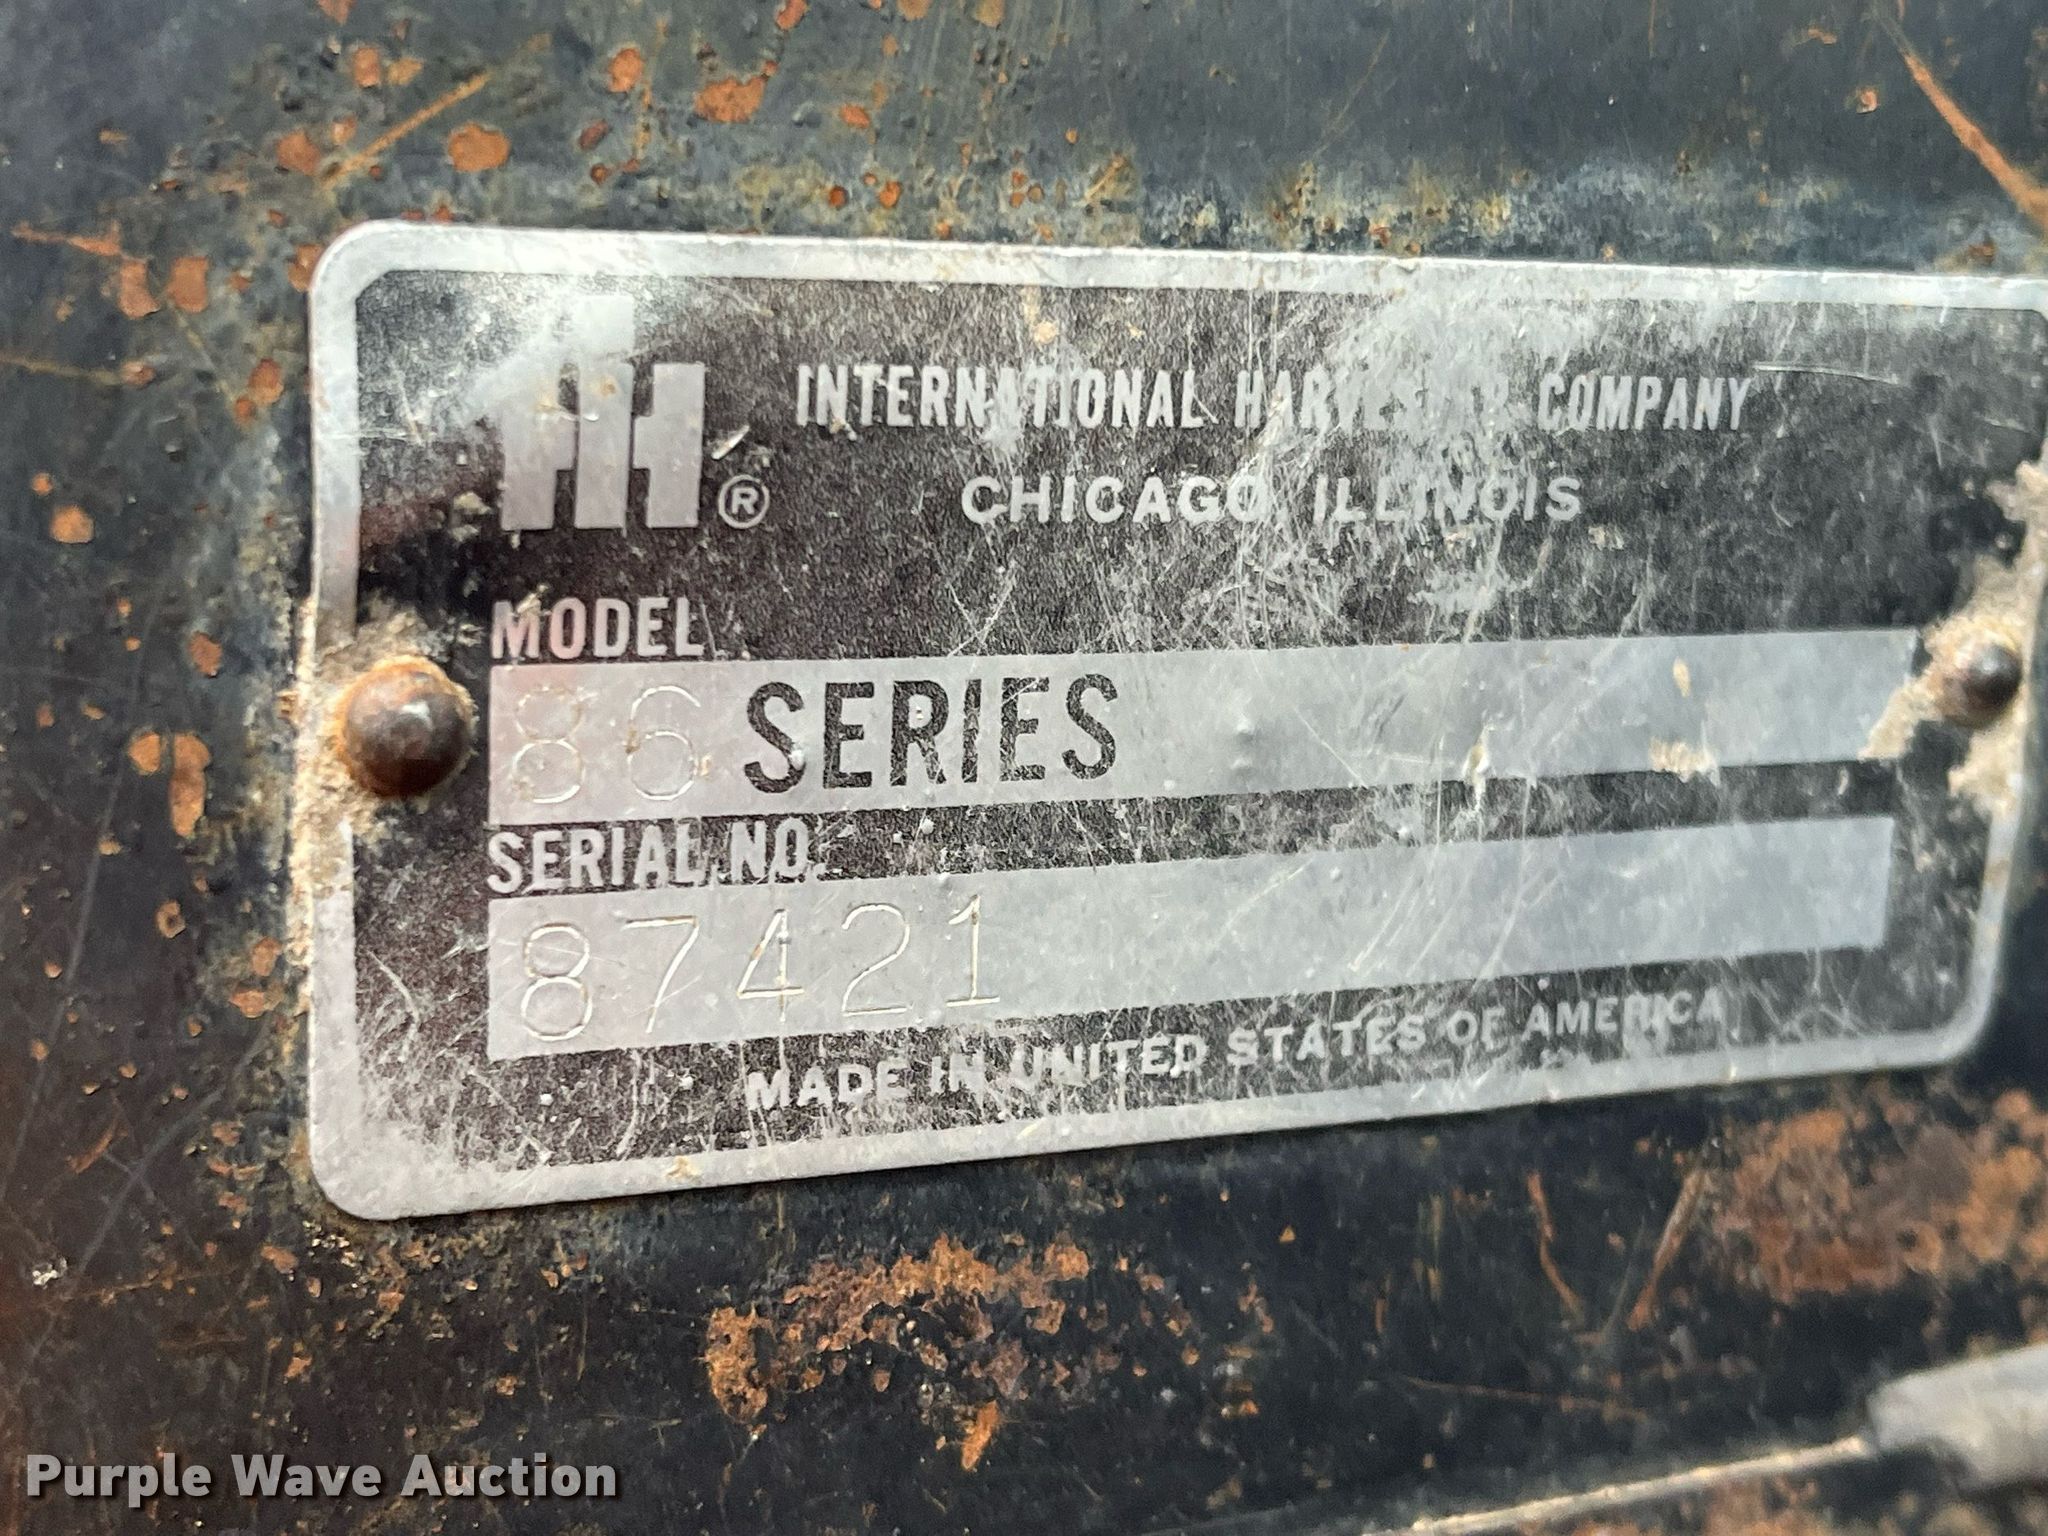 IH ®
INTERNATIONAL HARVESTER COMPANY
CHICAGO, ILLINOIS
MODEL
86 SERIES
SERIAL NO.
87421
MADE IN UNITED STATES OF AMERICA
Purple Wave Auction